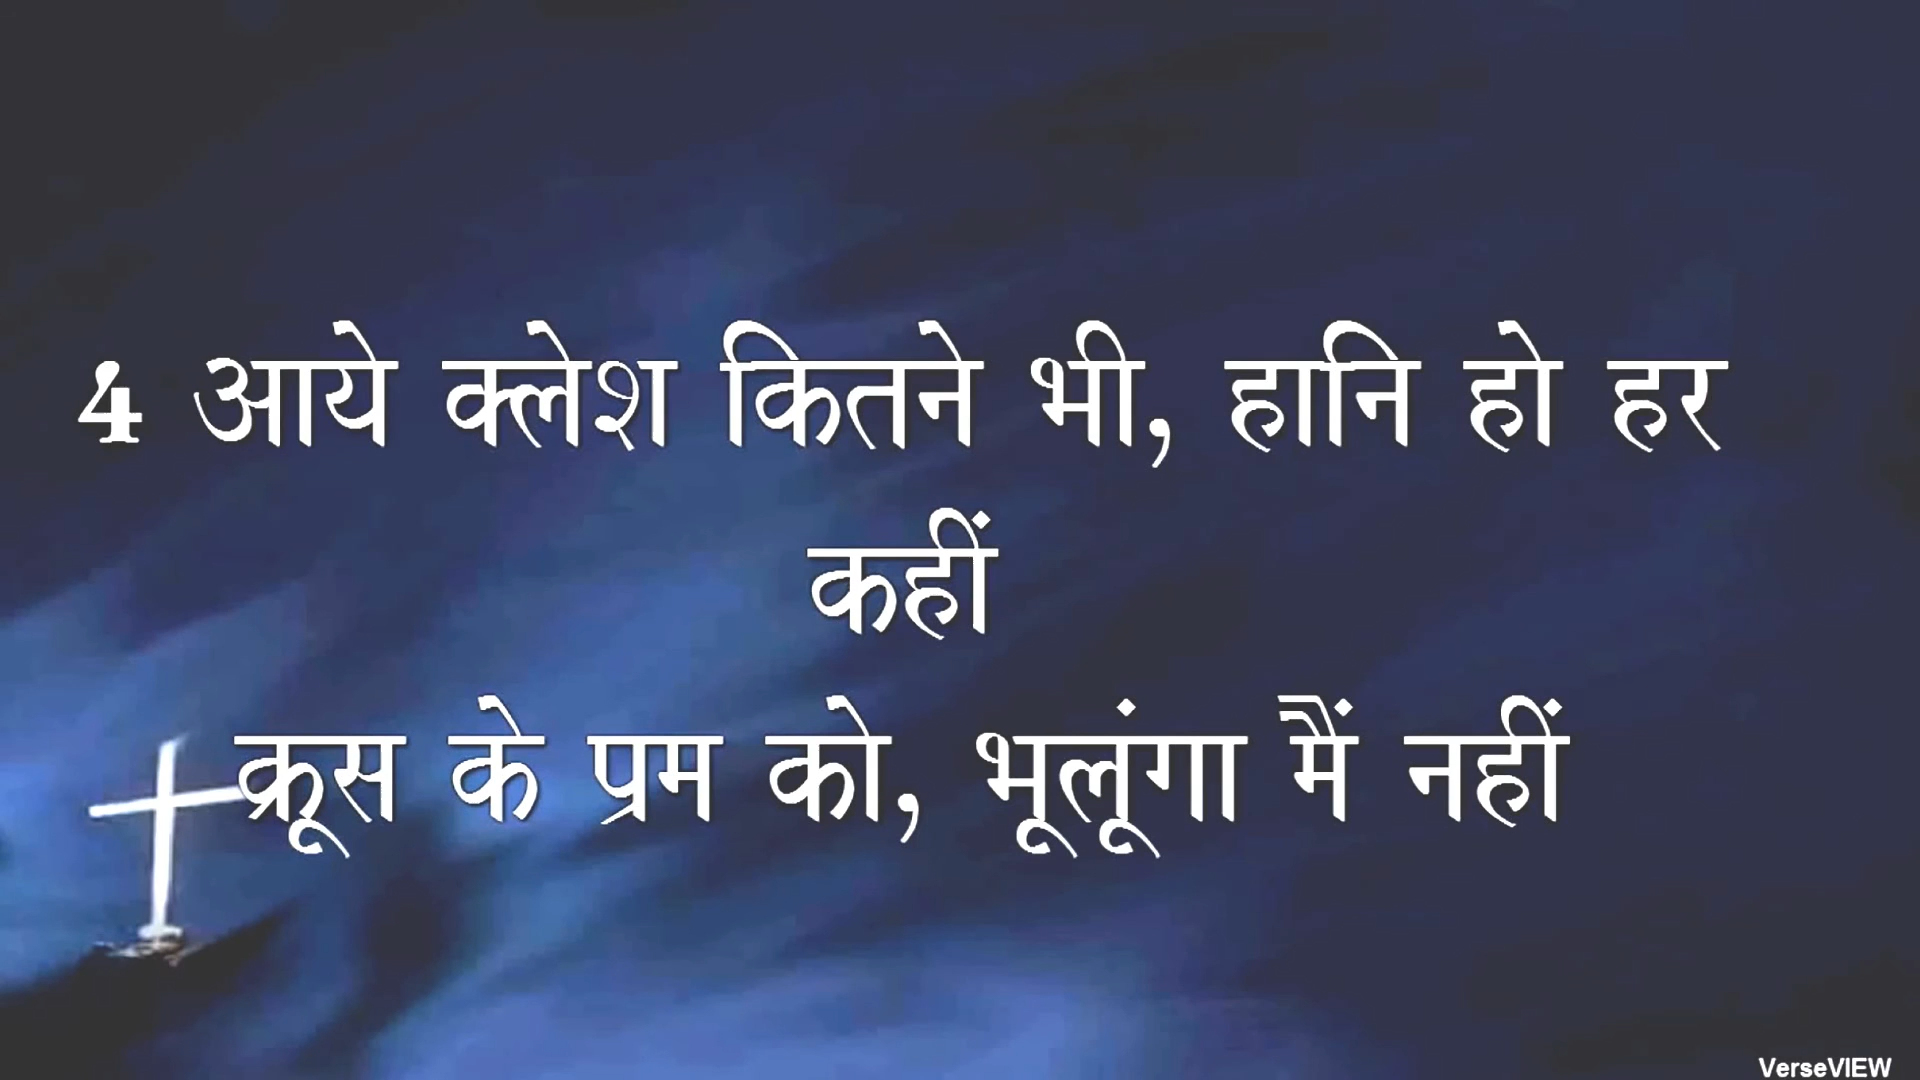 4 आये क्लेश कितने भी, हानि हो हर
कहीं
क्रूस के प्रम को, भूलूंगा मैं नहीं
VerseVIEW